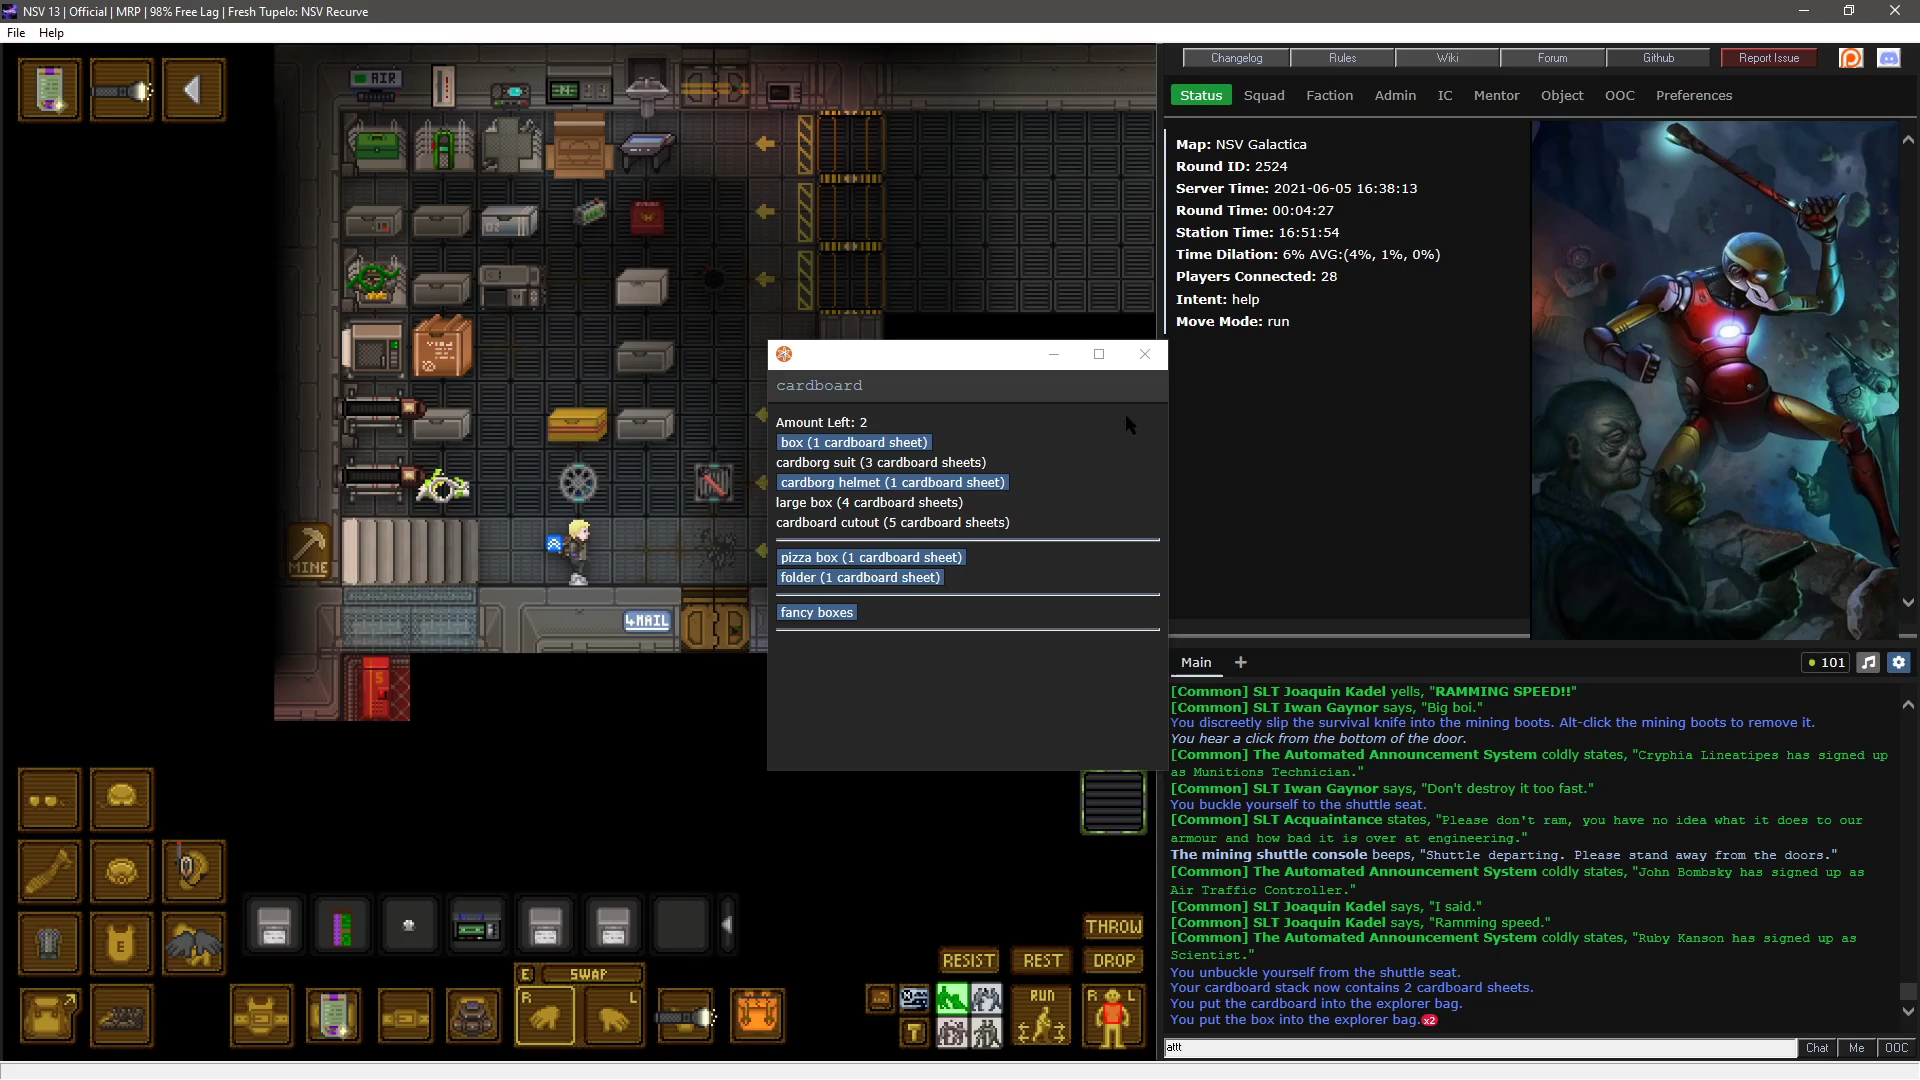 NSV 13 | Official | MRP | 98% Free Lag | Fresh Tupelo: NSV Recurve
File Help
AIR
MINE
MAIL
cardboard
Amount Left: 2
box (1 cardboard sheet)
cardborg suit (3 cardboard sheets)
cardborg helmet (1 cardboard sheet)
large box (4 cardboard sheets)
cardboard cutout (5 cardboard sheets)
pizza box (1 cardboard sheet)
folder (1 cardboard sheet)
fancy boxes
THROW
RESIST REST DROP
E SWAP
R L
RUN
R L
Changelog Rules Wiki Forum Github Report Issue
Status Squad Faction Admin IC Mentor Object OOC Preferences
Map: NSV Galactica
Round ID: 2524
Server Time: 2021-06-05 16:38:13
Round Time: 00:04:27
Station Time: 16:51:54
Time Dilation: 6% AVG:(4%, 1%, 0%)
Players Connected: 28
Intent: help
Move Mode: run
Main + 101
[Common] SLT Joaquin Kadel yells, "RAMMING SPEED!!"
[Common] SLT Iwan Gaynor says, "Big boi."
You discreetly slip the survival knife into the mining boots. Alt-click the mining boots to remove it.
You hear a click from the bottom of the door.
[Common] The Automated Announcement System coldly states, "Cryphia Lineatipes has signed up
as Munitions Technician."
[Common] SLT Iwan Gaynor says, "Don't destroy it too fast."
You buckle yourself to the shuttle seat.
[Common] SLT Acquaintance states, "Please don't ram, you have no idea what it does to our
armour and how bad it is over at engineering."
The mining shuttle console beeps, "Shuttle departing. Please stand away from the doors."
[Common] The Automated Announcement System coldly states, "John Bombsky has signed up as
Air Traffic Controller."
[Common] SLT Joaquin Kadel says, "I said."
[Common] SLT Joaquin Kadel says, "Ramming speed."
[Common] The Automated Announcement System coldly states, "Ruby Kanson has signed up as
Scientist."
You unbuckle yourself from the shuttle seat.
Your cardboard stack now contains 2 cardboard sheets.
You put the cardboard into the explorer bag.
You put the box into the explorer bag. x2
attt
Chat Me OOC